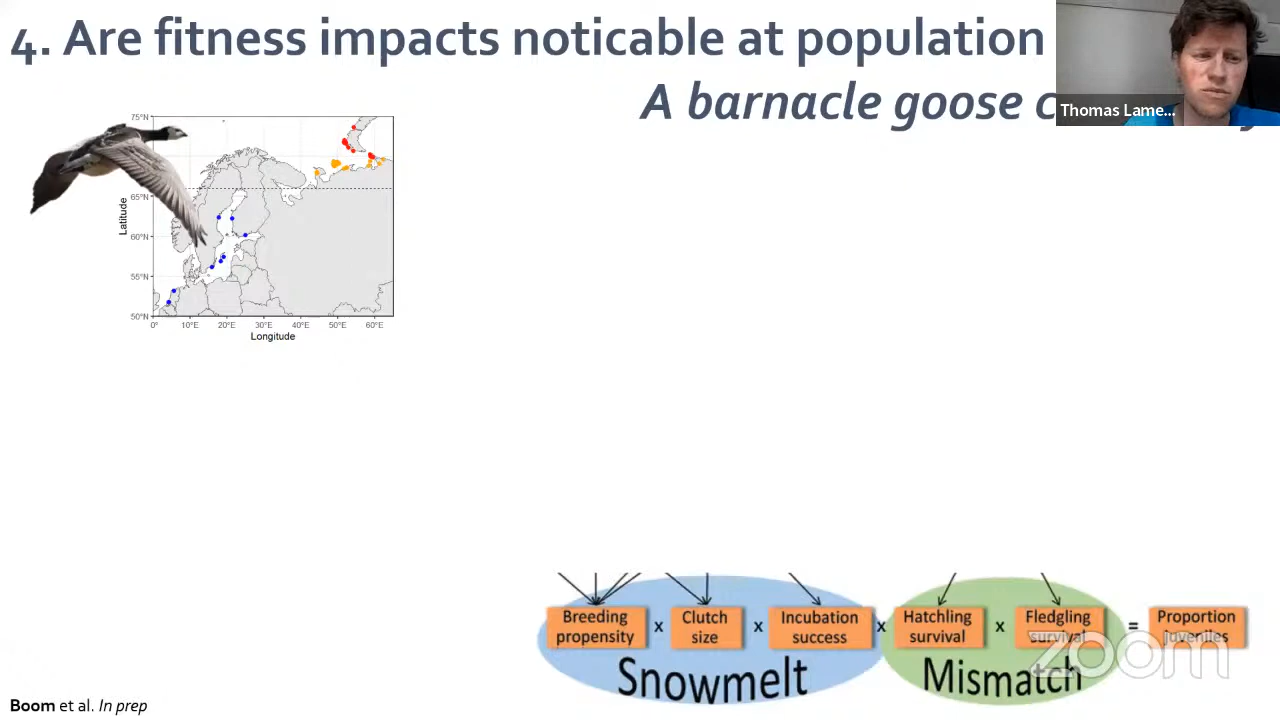 4. Are fitness impacts noticable at population
A barnacle goose c
Thomas Lame...
75°N
65°N
60°N
55°N
50°N
Latitude
0°
10°E
20°E
30°E
40°E
50°E
60°E
Longitude
Breeding propensity
x
Clutch size
x
Incubation success
x
Hatchling survival
x
Fledgling survival
=
Proportion juveniles
Snowmelt
Mismatch
zoom
Boom et al. In prep